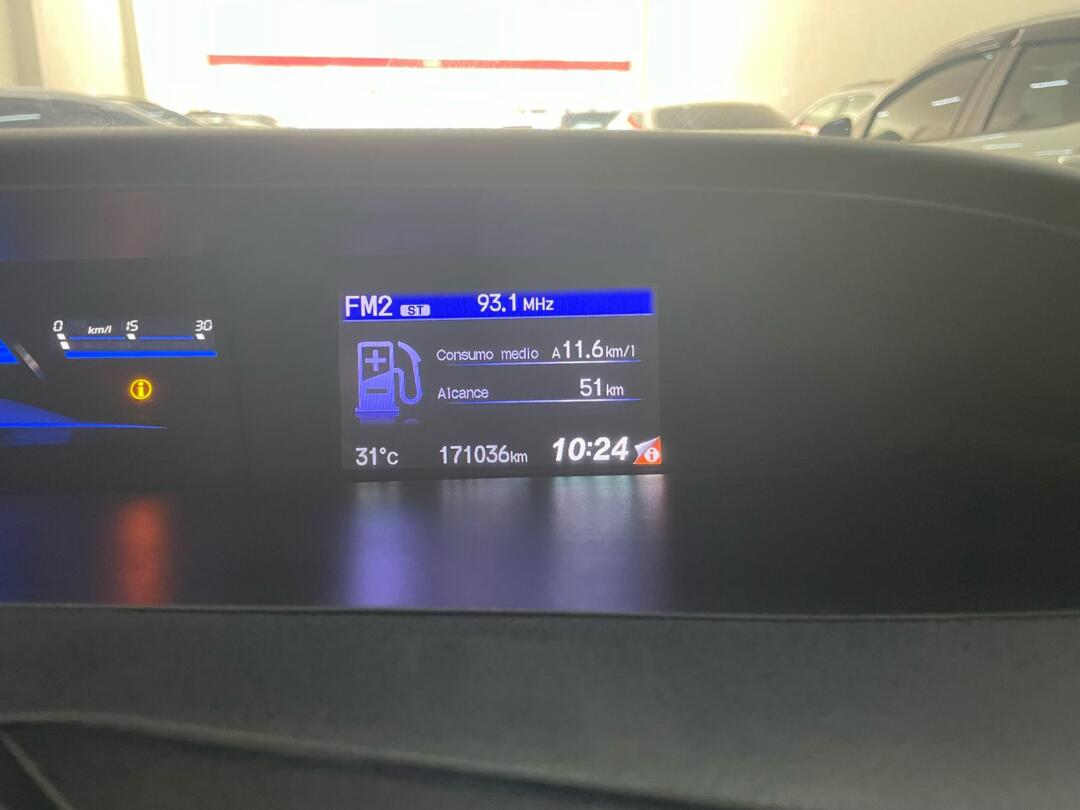 FM2 ST 93.1 MHz
0 km/l 15 30
Consumo medio A 11.6 km/l
Alcance 51 km
31°c 171036km 10:24